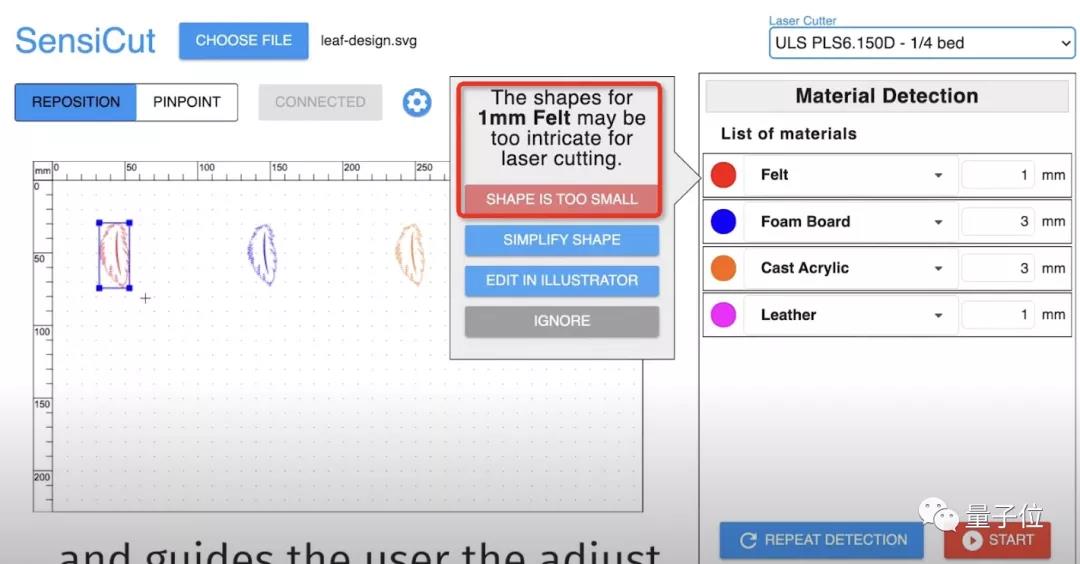 SensiCut
CHOOSE FILE
leaf-design.svg
Laser Cutter
ULS PLS6.150D - 1/4 bed
REPOSITION
PINPOINT
CONNECTED
The shapes for
1mm Felt may be
too intricate for
laser cutting.
SHAPE IS TOO SMALL
SIMPLIFY SHAPE
EDIT IN ILLUSTRATOR
IGNORE
Material Detection
List of materials
Felt 1 mm
Foam Board 3 mm
Cast Acrylic 3 mm
Leather 1 mm
mm 0 50 100 150 200 250
0
50
100
150
200
REPEAT DETECTION
START
量子位
and guides the user the adjust